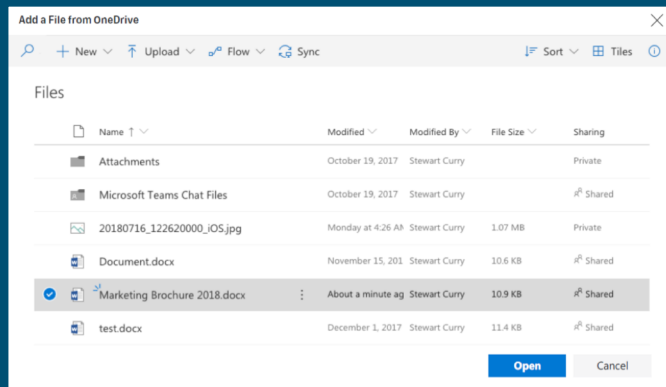 Add a File from OneDrive
New Upload Flow Sync Sort Tiles
Files
Name Modified Modified By File Size Sharing
Attachments October 19, 2017 Stewart Curry Private
Microsoft Teams Chat Files October 19, 2017 Stewart Curry Shared
20180716_122620000_iOS.jpg Monday at 4:26 AM Stewart Curry 1.07 MB Private
Document.docx November 15, 201 Stewart Curry 10.6 KB Shared
Marketing Brochure 2018.docx About a minute ag Stewart Curry 10.9 KB Shared
test.docx December 1, 2017 Stewart Curry 11.4 KB Shared
Open Cancel